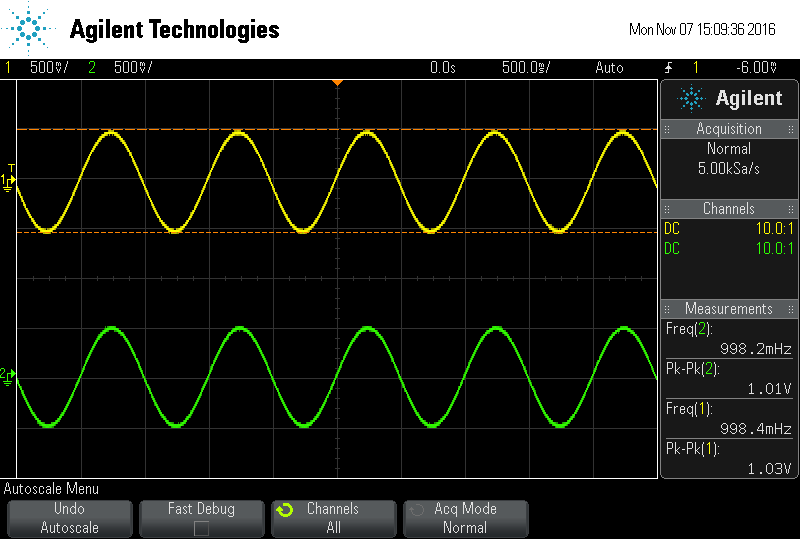 Agilent Technologies
Mon Nov 07 15:09:36 2016
1 500mV/ 2 500mV/ 0.0s 500.0ms/ Auto 1 -6.00mV
Agilent
Acquisition
Normal
5.00kSa/s
Channels
DC 10.0:1
DC 10.0:1
Measurements
Freq(2):
998.2mHz
Pk-Pk(2):
1.01V
Freq(1):
998.4mHz
Pk-Pk(1):
1.03V
T
1
2
Autoscale Menu
Undo
Autoscale
Fast Debug
Channels
All
Acq Mode
Normal